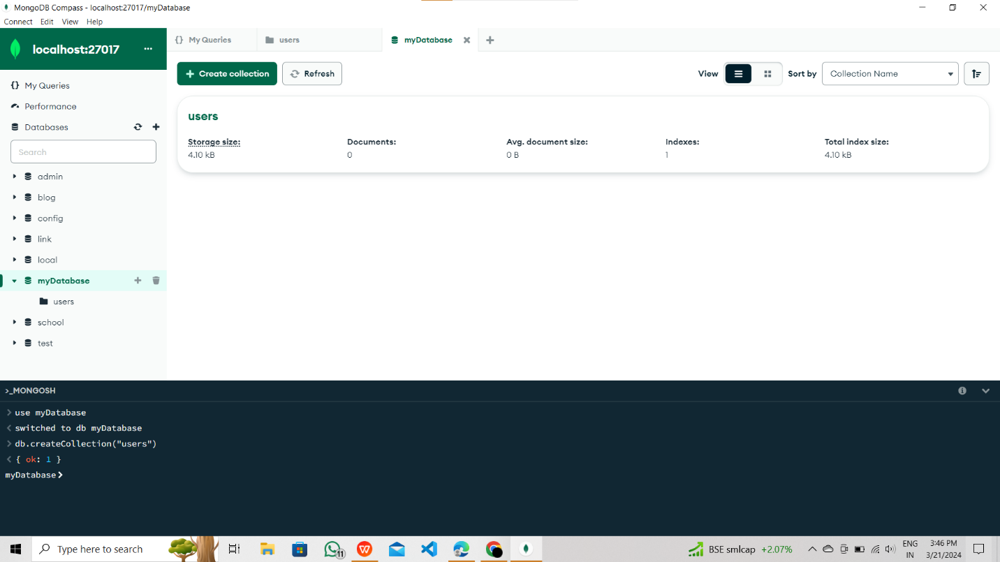 MongoDB Compass - localhost:27017/myDatabase
Connect Edit View Help
localhost:27017 ...
{} My Queries users myDatabase
Create collection Refresh View Sort by Collection Name
{} My Queries
Performance
Databases
Search
admin
blog
config
link
local
myDatabase
users
school
test
users
Storage size: Documents: Avg. document size: Indexes: Total index size:
4.10 kB 0 0 B 1 4.10 kB
>_MONGOSH
> use myDatabase
< switched to db myDatabase
> db.createCollection("users")
< { ok: 1 }
myDatabase>
Type here to search
11
W
BSE smlcap +2.07%
ENG
IN
3:46 PM
3/21/2024